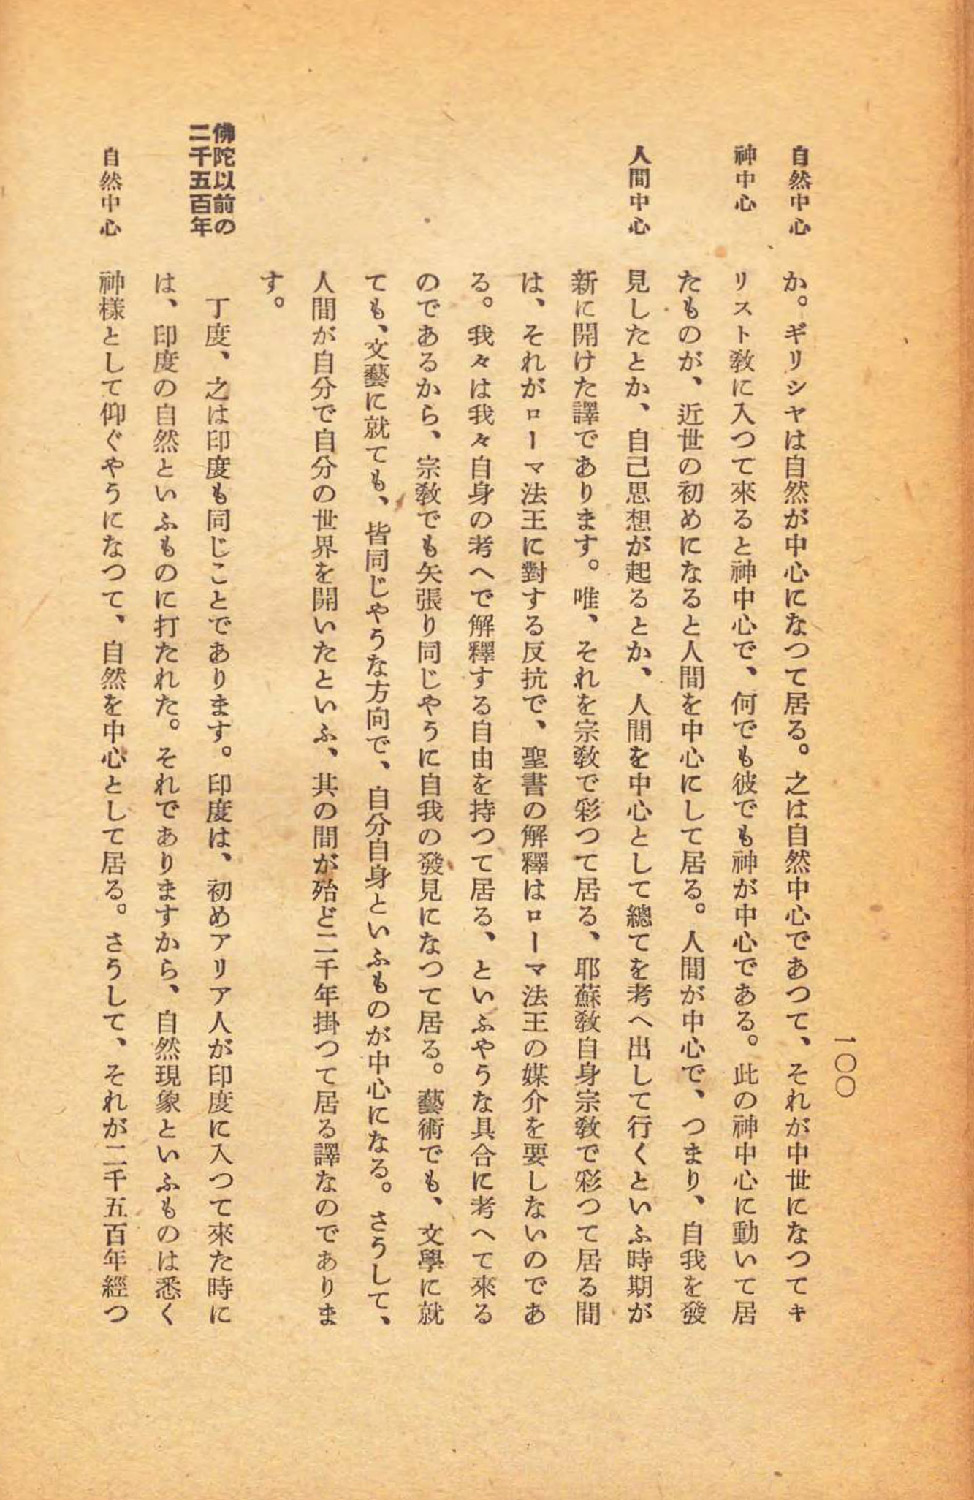 一〇〇
自然中心
神中心
人間中心
佛陀以前の
二千五百年
自然中心
か。ギリシヤは自然が中心になつて居る。之は自然中心であつて、それが中世になつてキ
リスト敎に入つて來ると神中心で、何でも彼でも神が中心である。此の神中心に動いて居
たものが、近世の初めになると人間を中心にして居る。人間が中心で、つまり、自我を發
見したとか、自己思想が起るとか、人間を中心として總てを考へ出して行くといふ時期が
新に開けた譯であります。唯、それを宗敎で彩つて居る、耶蘇敎自身宗敎で彩つて居る間
は、それがローマ法王に對する反抗で、聖書の解釋はローマ法王の媒介を要しないのであ
る。我々は我々自身の考へで解釋する自由を持つて居る、といふやうな具合に考へて來る
のであるから、宗敎でも矢張り同じやうに自我の發見になつて居る。藝術でも、文學に就
ても、文藝に就ても、皆同じやうな方向で、自分自身といふものが中心になる。さうして、
人間が自分で自分の世界を開いたといふ、其の間が殆ど二千年掛つて居る譯なのでありま
す。
丁度、之は印度も同じことであります。印度は、初めアリア人が印度に入つて來た時に
は、印度の自然といふものに打たれた。それでありますから、自然現象といふものは悉く
神樣として仰ぐやうになつて、自然を中心として居る。さうして、それが二千五百年經つ